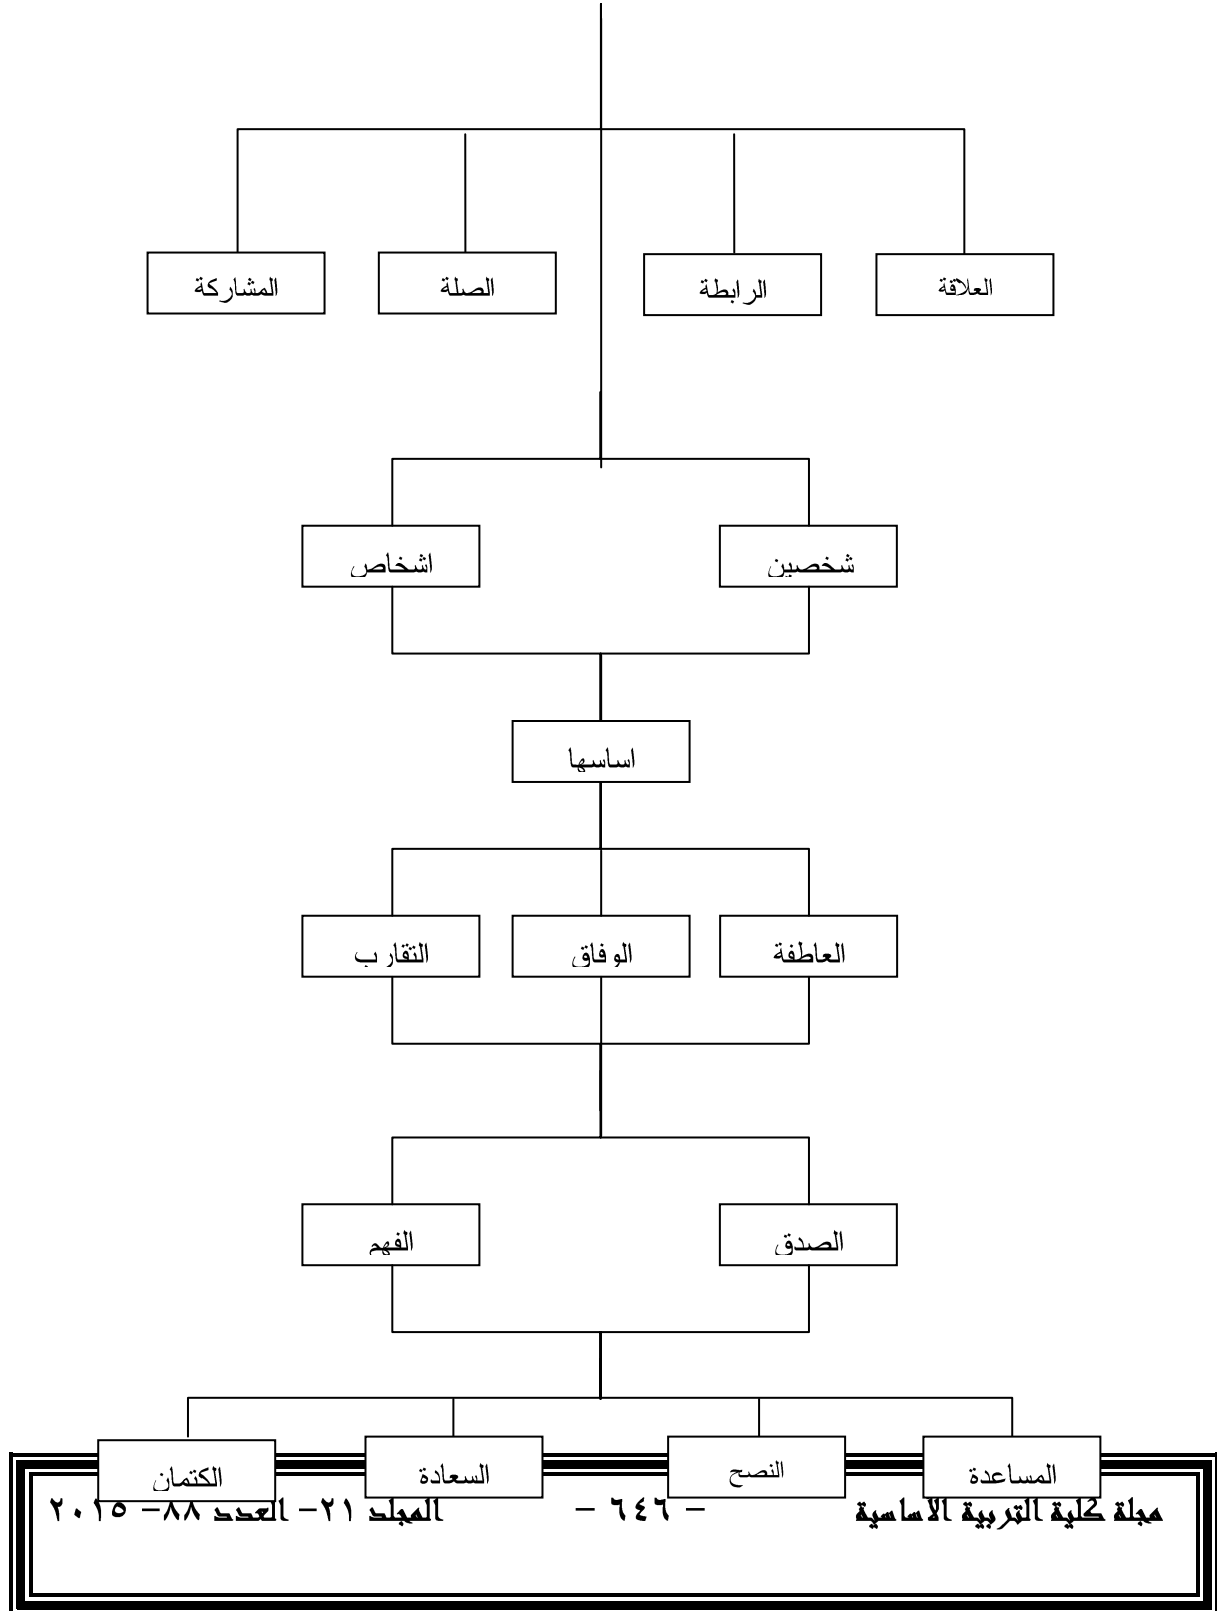 العلاقة الرابطة الصلة المشاركة
شخصين اشخاص
اساسها
العاطفة الوفاق التقارب
الصدق الفهم
المساعدة النصح السعادة الكتمان
مجلة كلية التربية الاساسية - ٦٤٦ - المجلد ٢١- العدد ٨٨- ٢٠١٥